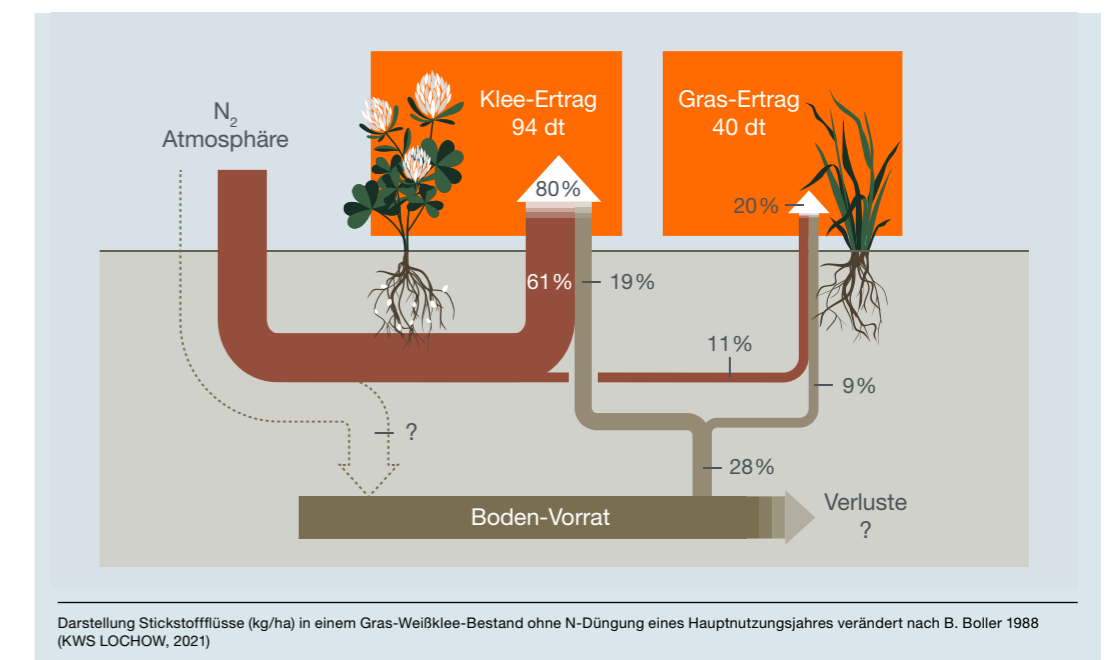 N₂
Atmosphäre
Klee-Ertrag
94 dt
Gras-Ertrag
40 dt
80 %
20 %
61 %
19 %
11 %
9 %
?
28 %
Boden-Vorrat
Verluste
?
Darstellung Stickstoffflüsse (kg/ha) in einem Gras-Weißklee-Bestand ohne N-Düngung eines Hauptnutzungsjahres verändert nach B. Boller 1988
(KWS LOCHOW, 2021)